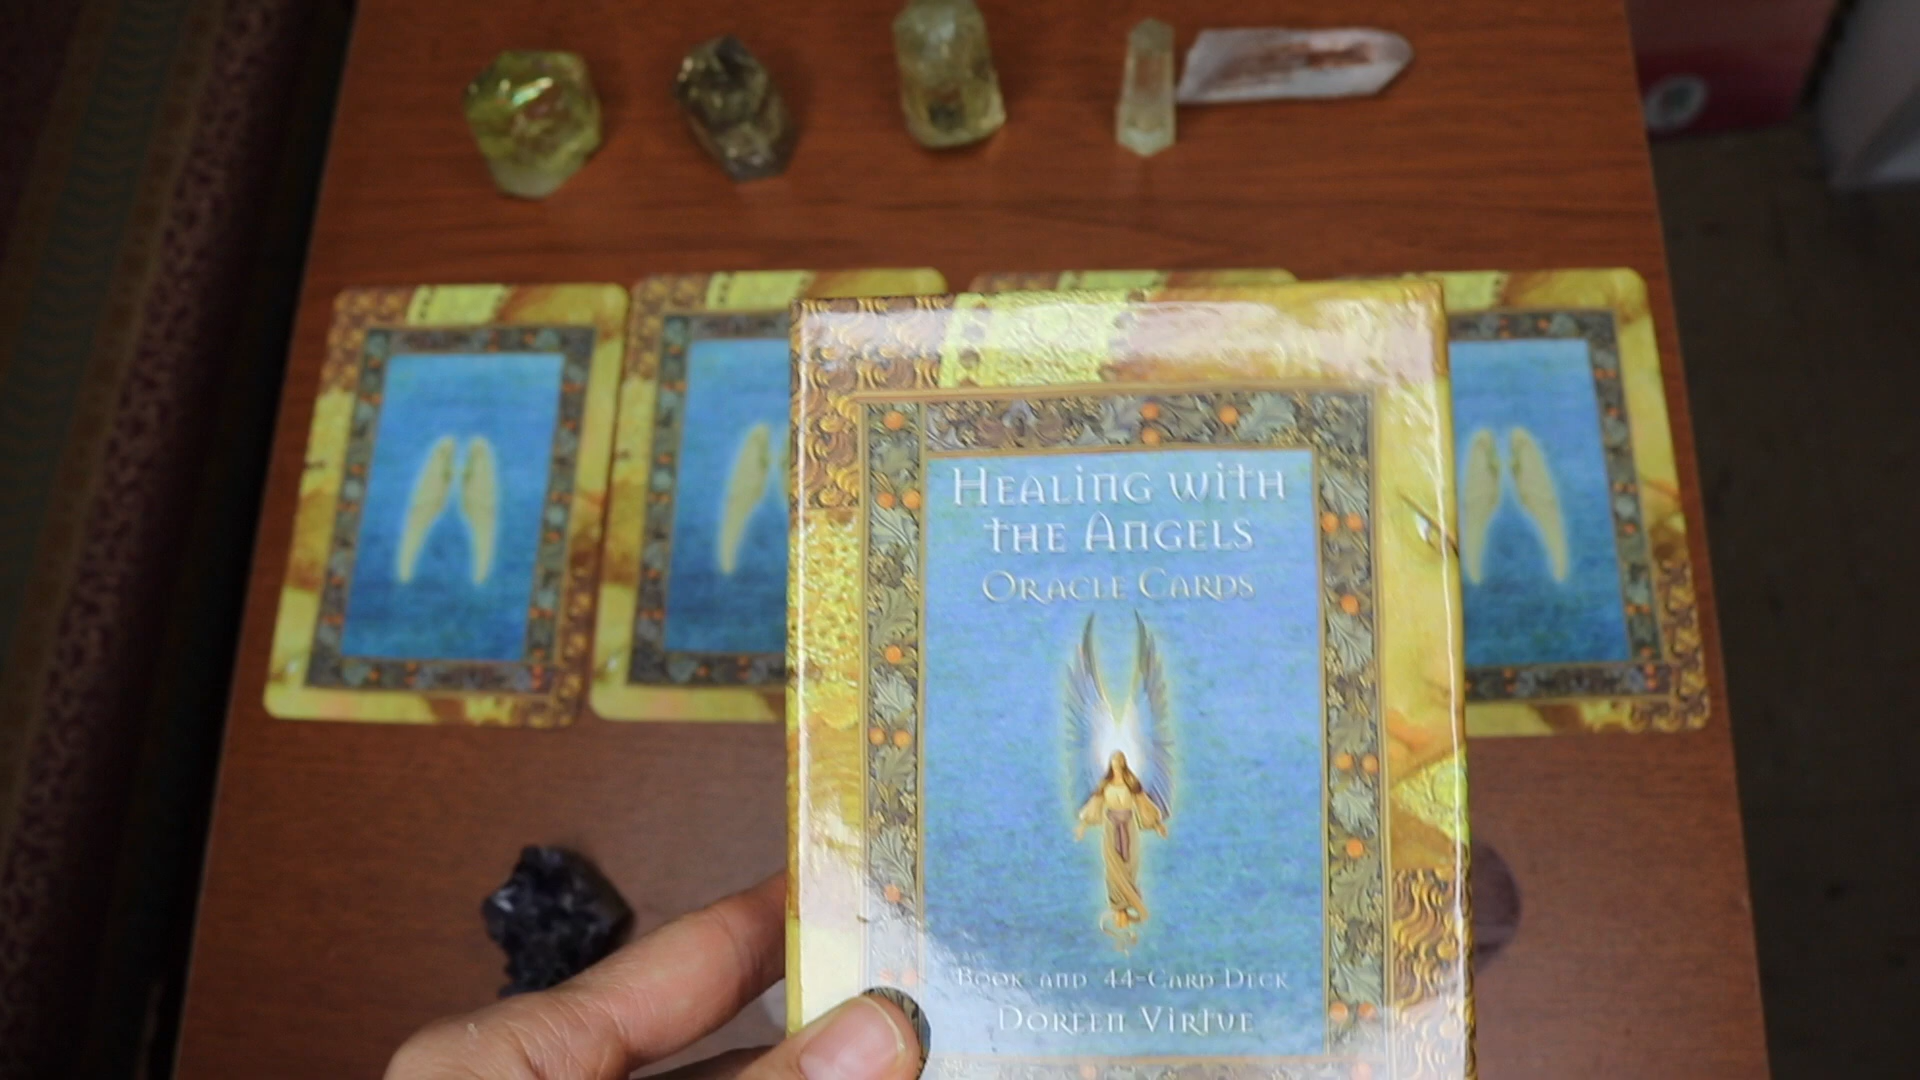 Healing with
the Angels
Oracle Cards
Book and 44-Card Deck
Doreen Virtue